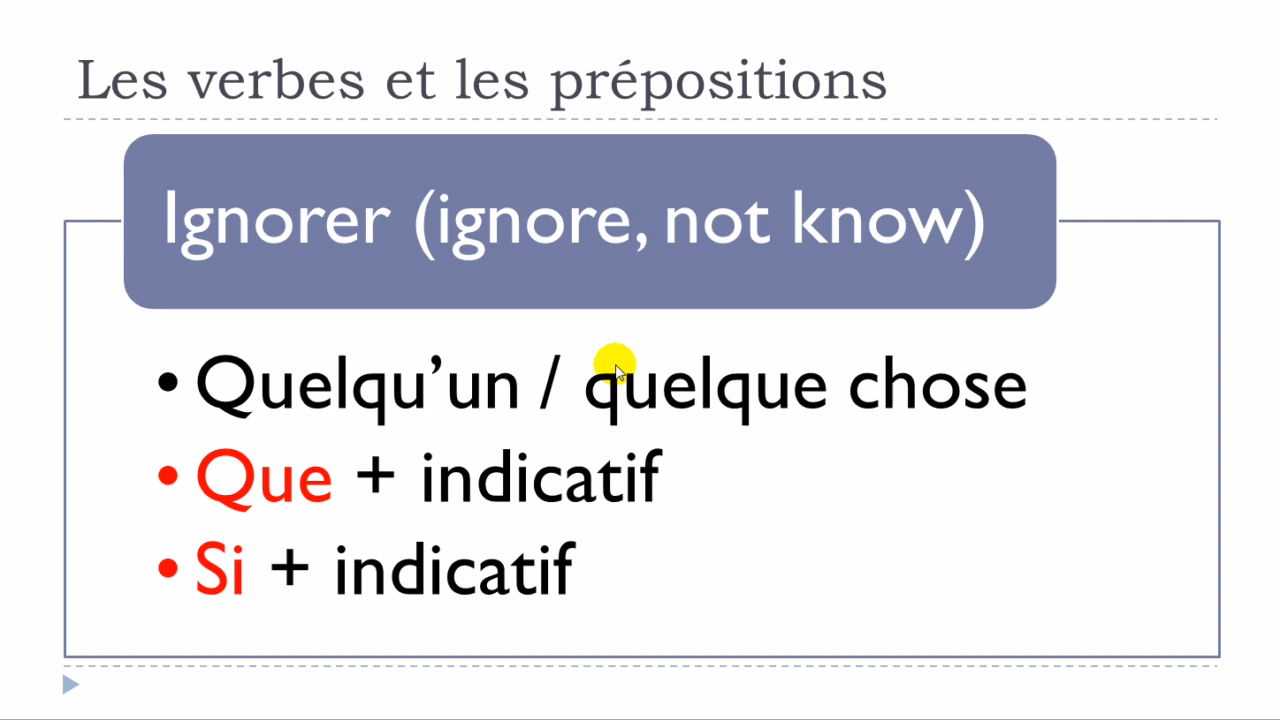 Les verbes et les prépositions
Ignorer (ignore, not know)
• Quelqu’un / quelque chose
• Que + indicatif
• Si + indicatif